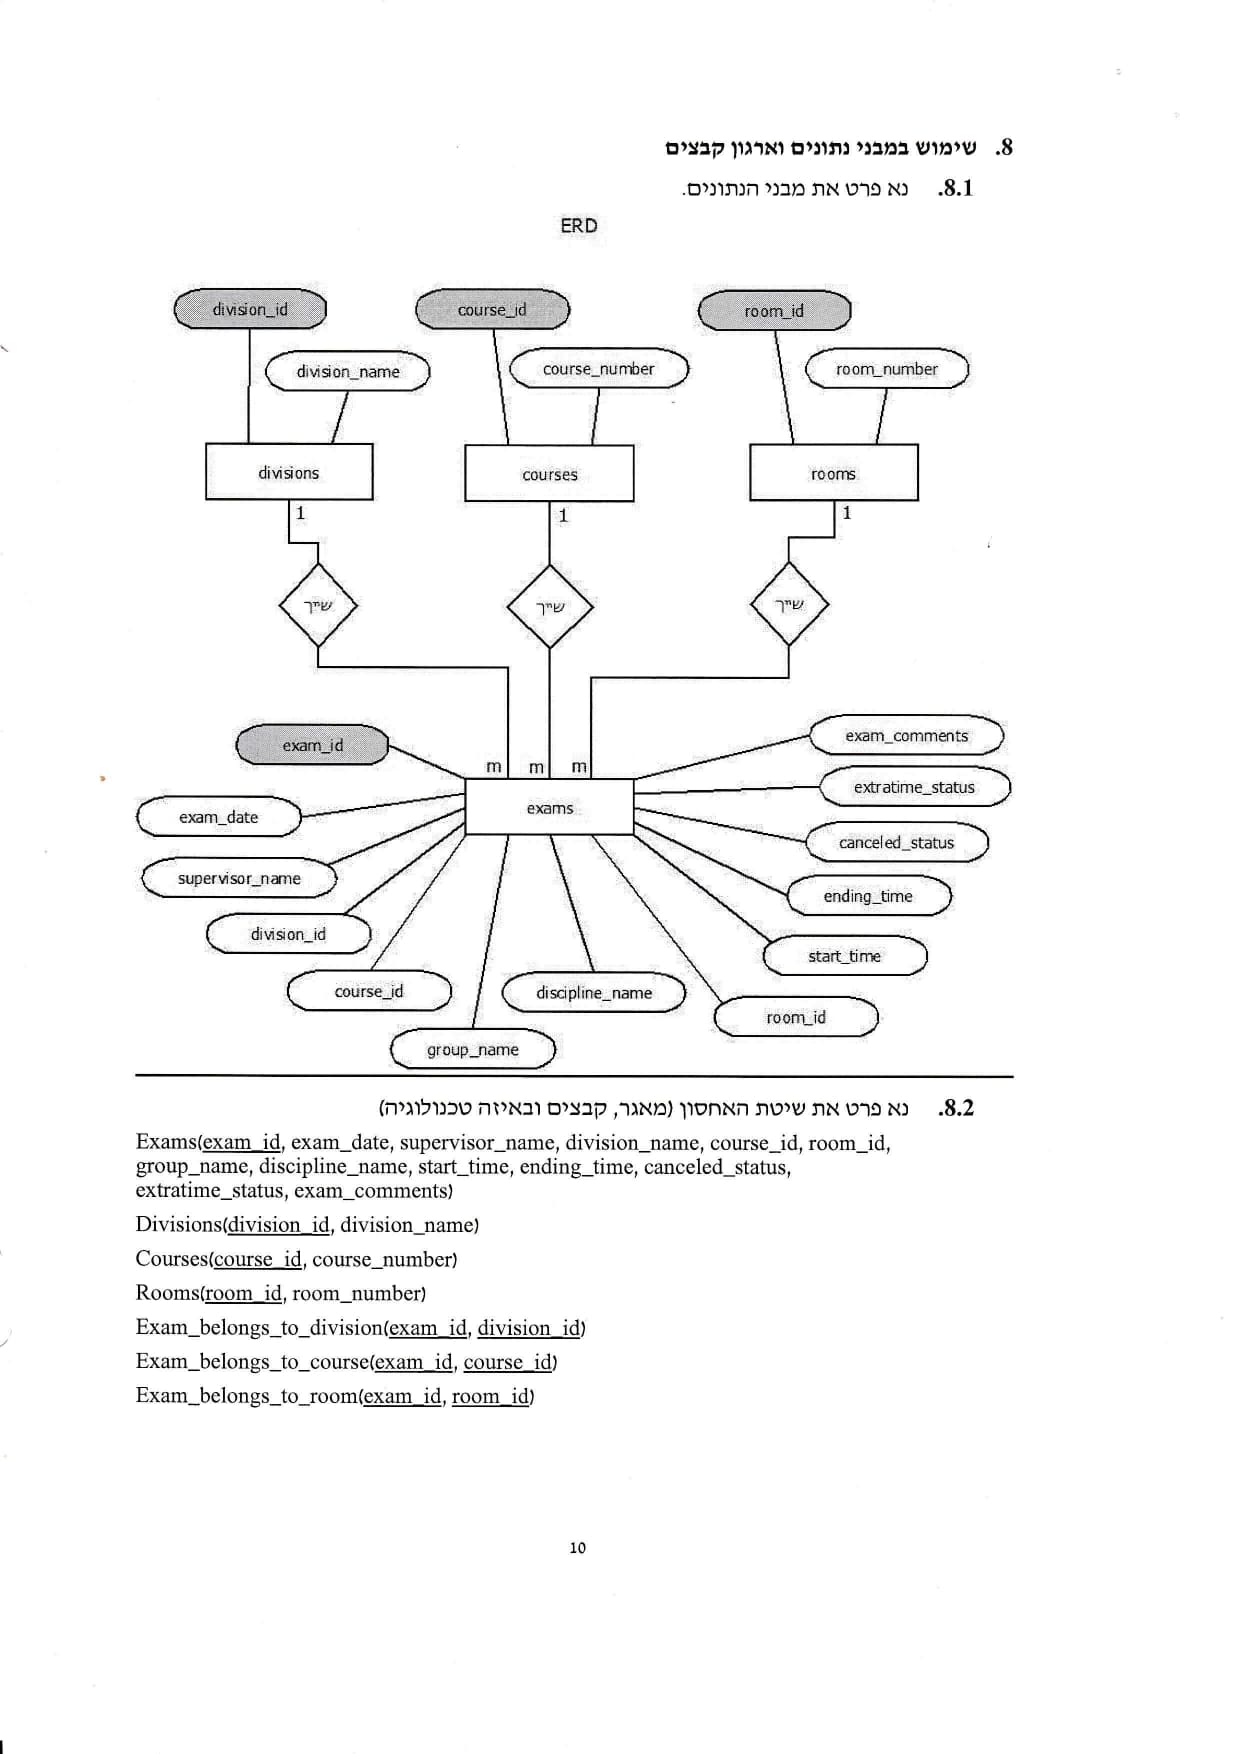 8. שימוש במבני נתונים וארגון קבצים
8.1. נא פרט את מבני הנתונים.
ERD
division_id
course_id
room_id
division_name
course_number
room_number
divisions
courses
rooms
1
1
1
שייך
שייך
שייך
exam_id
exam_comments
m
m
m
extratime_status
exams
exam_date
canceled_status
supervisor_name
ending_time
division_id
start_time
course_id
discipline_name
room_id
group_name
8.2. נא פרט את שיטת האחסון (מאגר, קבצים ובאיזה טכנולוגיה)
Exams(exam_id, exam_date, supervisor_name, division_name, course_id, room_id,
group_name, discipline_name, start_time, ending_time, canceled_status,
extratime_status, exam_comments)
Divisions(division_id, division_name)
Courses(course_id, course_number)
Rooms(room_id, room_number)
Exam_belongs_to_division(exam_id, division_id)
Exam_belongs_to_course(exam_id, course_id)
Exam_belongs_to_room(exam_id, room_id)
10